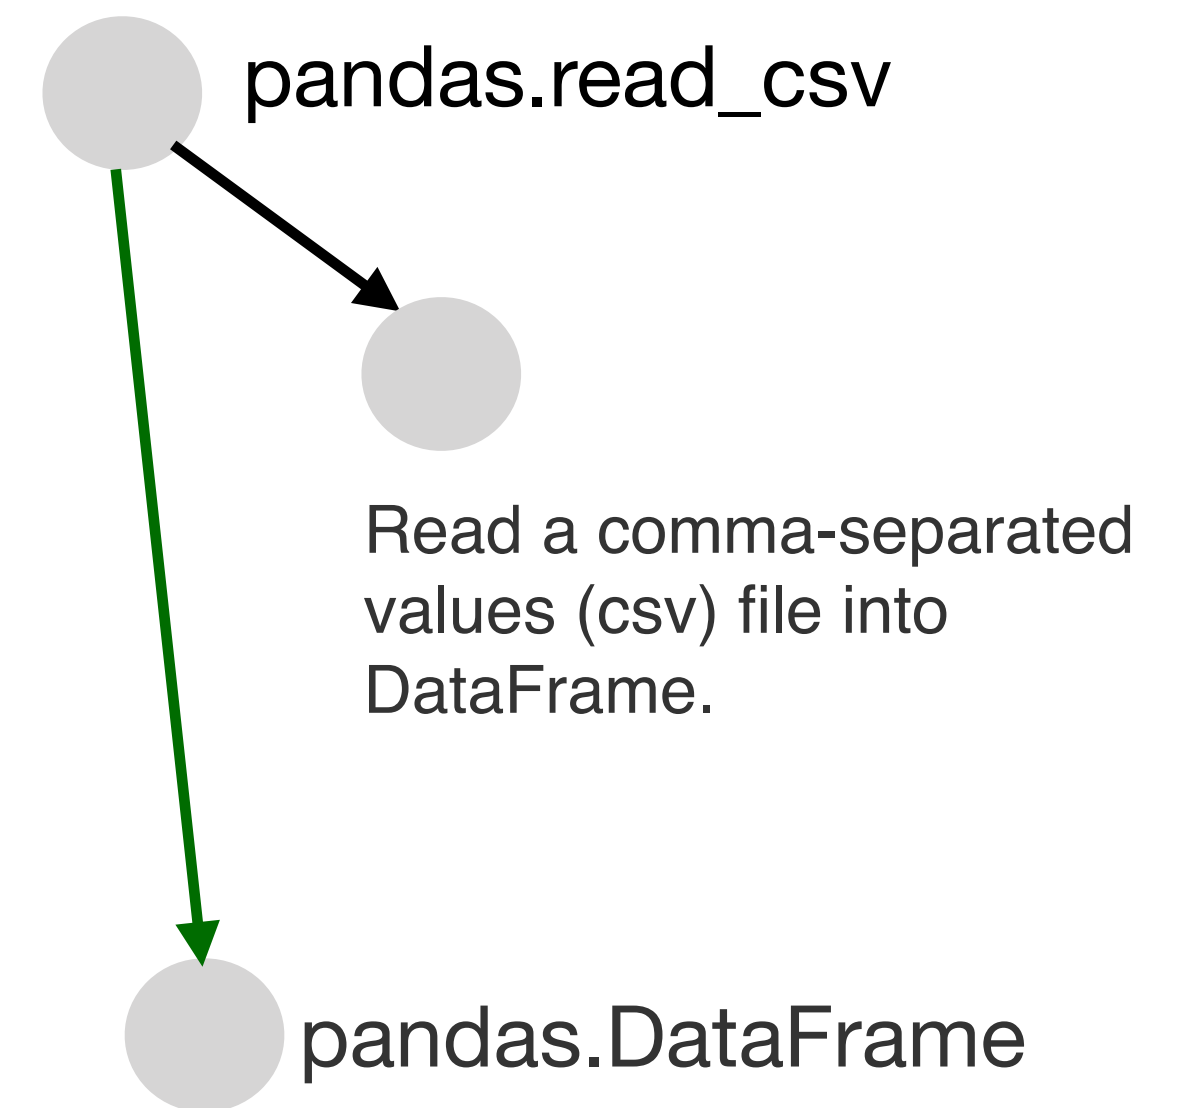 pandas.read_csv
Read a comma-separated
values (csv) file into
DataFrame.
pandas.DataFrame